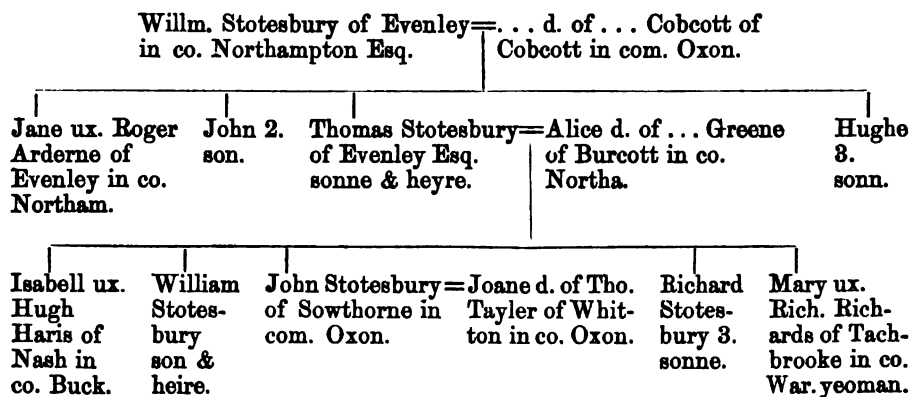 Willm. Stotesbury of Evenley=. . . d. of . . . Cobcott of
in co. Northampton Esq.
Cobcott in com. Oxon.
Jane ux. Roger
Arderne of
Evenley in co.
Northam.
John 2.
son.
Thomas Stotesbury=Alice d. of . . . Greene
of Evenley Esq.
sonne & heyre.
of Burcott in co.
Northa.
Hughe
3.
sonn.
Isabell ux.
Hugh
Haris of
Nash in
co. Buck.
William
Stotes-
bury
son &
heire.
John Stotesbury=Joane d. of Tho.
of Sowthorne in
com. Oxon.
Tayler of Whit-
ton in co. Oxon.
Richard
Stotes-
bury 3.
sonne.
Mary ux.
Rich. Rich-
ards of Tach-
brooke in co.
War. yeoman.